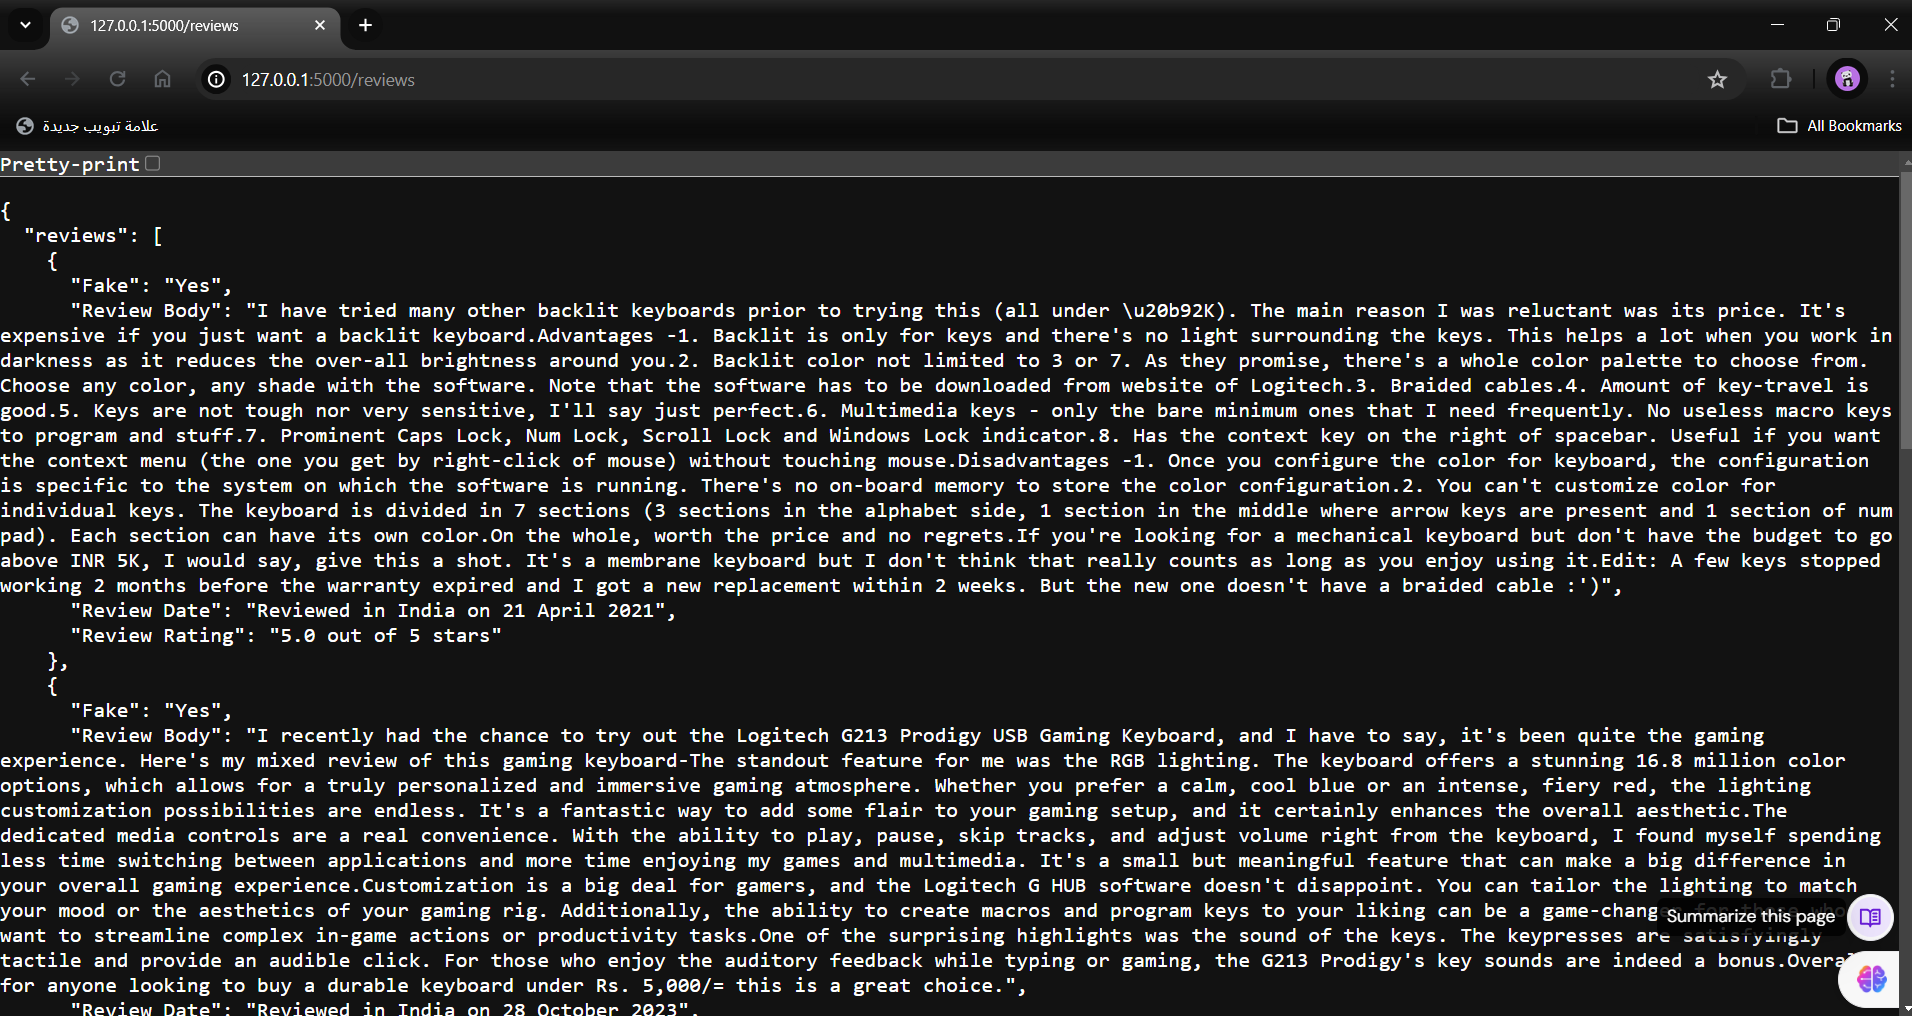 127.0.0.1:5000/reviews
127.0.0.1:5000/reviews
علامة تبويب جديدة
All Bookmarks
Pretty-print
{
"reviews": [
{
"Fake": "Yes",
"Review Body": "I have tried many other backlit keyboards prior to trying this (all under \u20b92K). The main reason I was reluctant was its price. It's
expensive if you just want a backlit keyboard.Advantages -1. Backlit is only for keys and there's no light surrounding the keys. This helps a lot when you work in
darkness as it reduces the over-all brightness around you.2. Backlit color not limited to 3 or 7. As they promise, there's a whole color palette to choose from.
Choose any color, any shade with the software. Note that the software has to be downloaded from website of Logitech.3. Braided cables.4. Amount of key-travel is
good.5. Keys are not tough nor very sensitive, I'll say just perfect.6. Multimedia keys - only the bare minimum ones that I need frequently. No useless macro keys
to program and stuff.7. Prominent Caps Lock, Num Lock, Scroll Lock and Windows Lock indicator.8. Has the context key on the right of spacebar. Useful if you want
the context menu (the one you get by right-click of mouse) without touching mouse.Disadvantages -1. Once you configure the color for keyboard, the configuration
is specific to the system on which the software is running. There's no on-board memory to store the color configuration.2. You can't customize color for
individual keys. The keyboard is divided in 7 sections (3 sections in the alphabet side, 1 section in the middle where arrow keys are present and 1 section of num
pad). Each section can have its own color.On the whole, worth the price and no regrets.If you're looking for a mechanical keyboard but don't have the budget to go
above INR 5K, I would say, give this a shot. It's a membrane keyboard but I don't think that really counts as long as you enjoy using it.Edit: A few keys stopped
working 2 months before the warranty expired and I got a new replacement within 2 weeks. But the new one doesn't have a braided cable :')",
"Review Date": "Reviewed in India on 21 April 2021",
"Review Rating": "5.0 out of 5 stars"
},
{
"Fake": "Yes",
"Review Body": "I recently had the chance to try out the Logitech G213 Prodigy USB Gaming Keyboard, and I have to say, it's been quite the gaming
experience. Here's my mixed review of this gaming keyboard-The standout feature for me was the RGB lighting. The keyboard offers a stunning 16.8 million color
options, which allows for a truly personalized and immersive gaming atmosphere. Whether you prefer a calm, cool blue or an intense, fiery red, the lighting
customization possibilities are endless. It's a fantastic way to add some flair to your gaming setup, and it certainly enhances the overall aesthetic.The
dedicated media controls are a real convenience. With the ability to play, pause, skip tracks, and adjust volume right from the keyboard, I found myself spending
less time switching between applications and more time enjoying my games and multimedia. It's a small but meaningful feature that can make a big difference in
your overall gaming experience.Customization is a big deal for gamers, and the Logitech G HUB software doesn't disappoint. You can tailor the lighting to match
your mood or the aesthetics of your gaming rig. Additionally, the ability to create macros and program keys to your liking can be a game-changer for those who
Summarize this page
want to streamline complex in-game actions or productivity tasks.One of the surprising highlights was the sound of the keys. The keypresses are satisfyingly
tactile and provide an audible click. For those who enjoy the auditory feedback while typing or gaming, the G213 Prodigy's key sounds are indeed a bonus.Overa
for anyone looking to buy a durable keyboard under Rs. 5,000/= this is a great choice.",
"Review Date": "Reviewed in India on 28 October 2023",